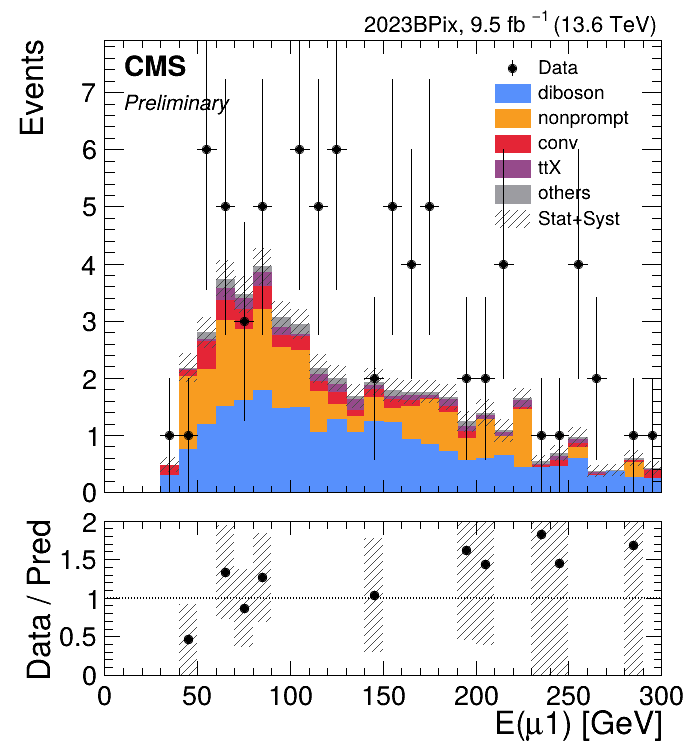 2023BPix, 9.5 fb ⁻¹ (13.6 TeV)
CMS
Preliminary
Events
Data
diboson
nonprompt
conv
ttX
others
Stat+Syst
7
6
5
4
3
2
1
0
Data / Pred
2
1.5
1
0.5
0
0 50 100 150 200 250 300
E(μ1) [GeV]